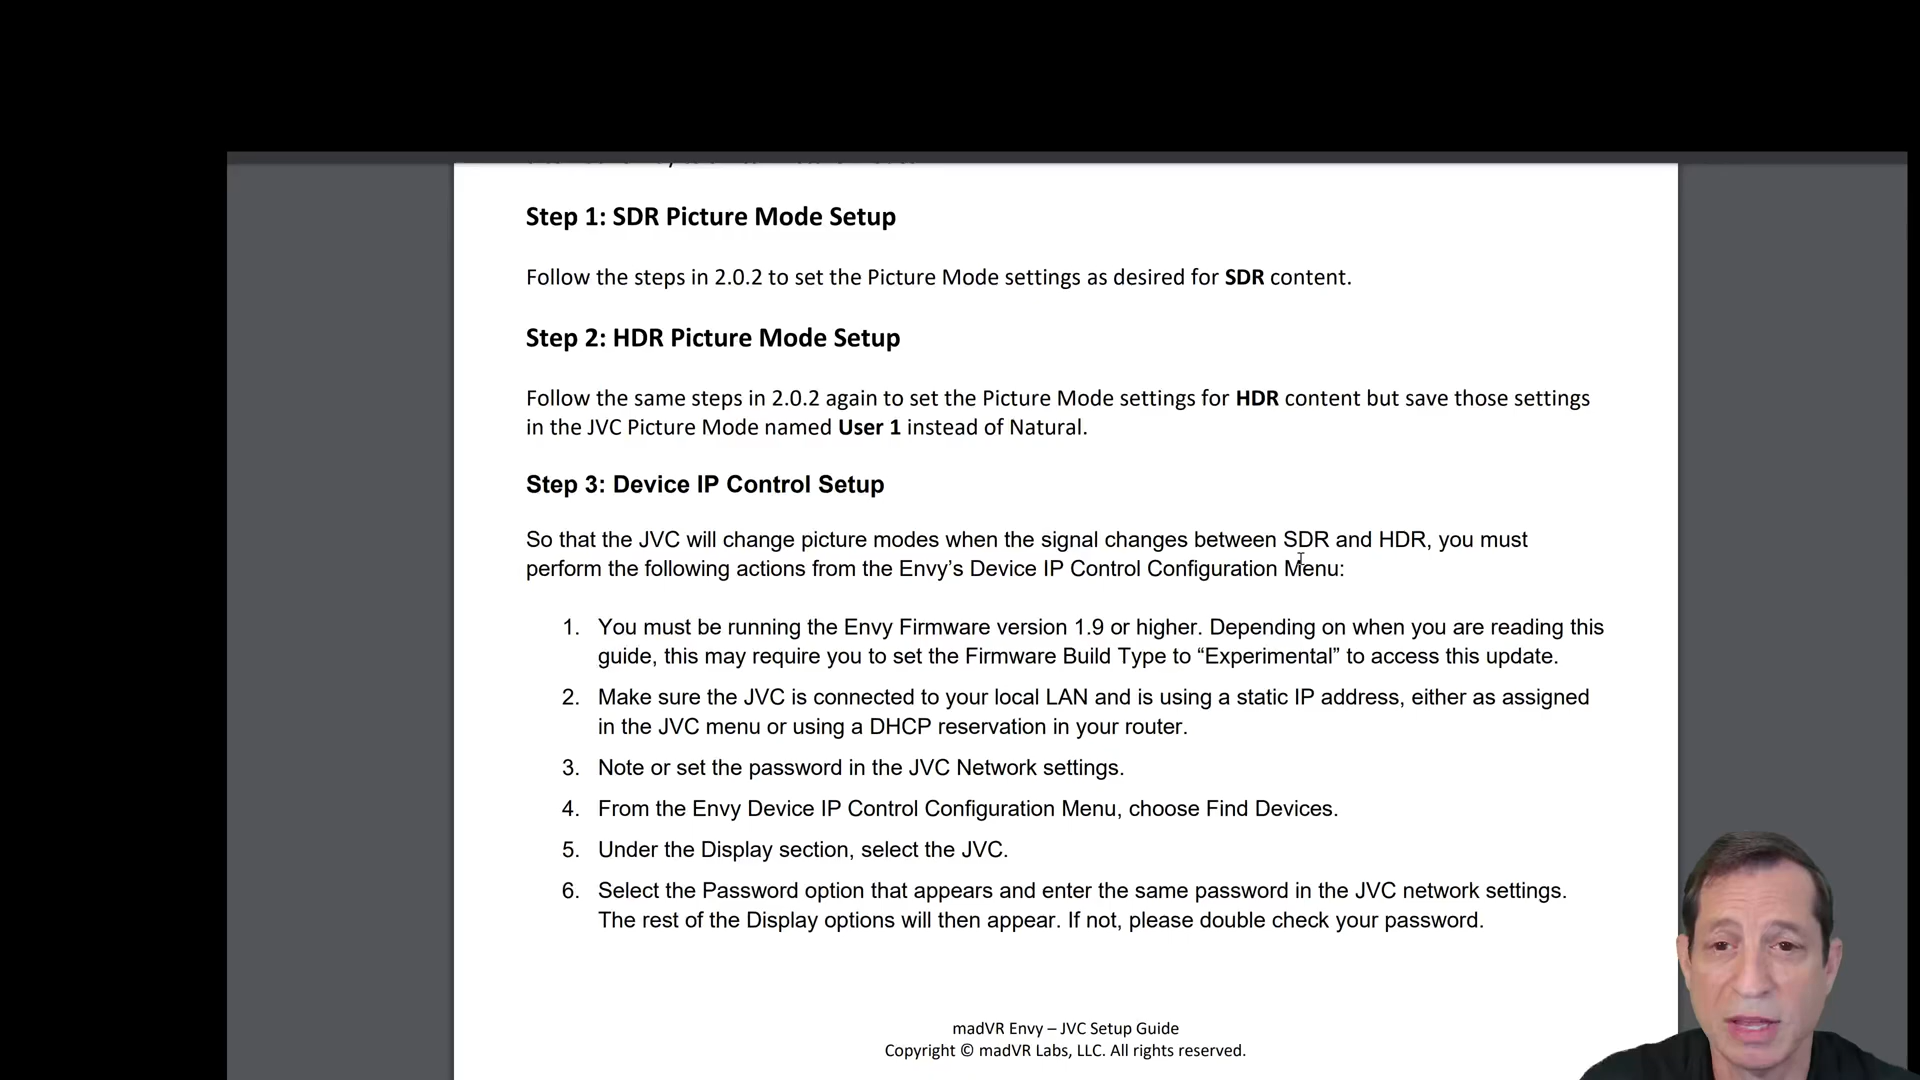 Step 1: SDR Picture Mode Setup
Follow the steps in 2.0.2 to set the Picture Mode settings as desired for SDR content.
Step 2: HDR Picture Mode Setup
Follow the same steps in 2.0.2 again to set the Picture Mode settings for HDR content but save those settings
in the JVC Picture Mode named User 1 instead of Natural.
Step 3: Device IP Control Setup
So that the JVC will change picture modes when the signal changes between SDR and HDR, you must
perform the following actions from the Envy’s Device IP Control Configuration Menu:
1. You must be running the Envy Firmware version 1.9 or higher. Depending on when you are reading this
guide, this may require you to set the Firmware Build Type to “Experimental” to access this update.
2. Make sure the JVC is connected to your local LAN and is using a static IP address, either as assigned
in the JVC menu or using a DHCP reservation in your router.
3. Note or set the password in the JVC Network settings.
4. From the Envy Device IP Control Configuration Menu, choose Find Devices.
5. Under the Display section, select the JVC.
6. Select the Password option that appears and enter the same password in the JVC network settings.
The rest of the Display options will then appear. If not, please double check your password.
madVR Envy – JVC Setup Guide
Copyright © madVR Labs, LLC. All rights reserved.